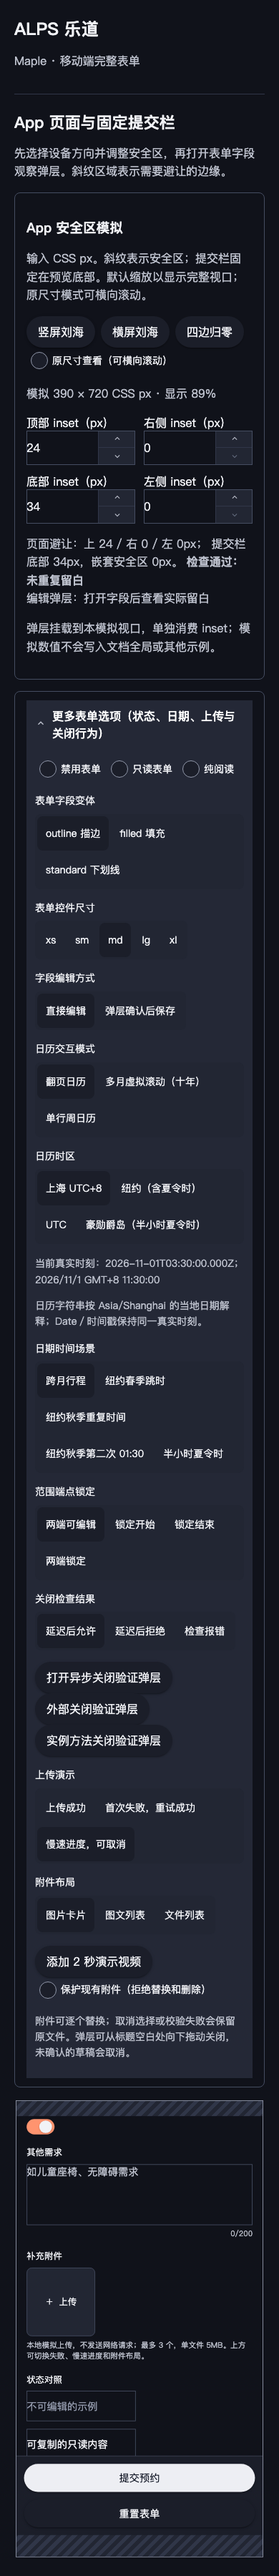 ALPS 乐道
Maple · 移动端完整表单
App 页面与固定提交栏
先选择设备方向并调整安全区，再打开表单字段
观察弹层。斜纹区域表示需要避让的边缘。
App 安全区模拟
输入 CSS px。斜纹表示安全区；提交栏固
定在预览底部。默认缩放以显示完整视口；
原尺寸模式可横向滚动。
竖屏刘海 横屏刘海 四边归零
原尺寸查看（可横向滚动）
模拟 390 × 720 CSS px · 显示 89%
顶部 inset（px） 右侧 inset（px）
24 0
底部 inset（px） 左侧 inset（px）
34 0
页面避让：上 24 / 右 0 / 左 0px； 提交栏
底部 34px，嵌套安全区 0px。 检查通过：
未重复留白
编辑弹层：打开字段后查看实际留白
弹层挂载到本模拟视口，单独消费 inset；模
拟数值不会写入文档全局或其他示例。
更多表单选项（状态、日期、上传与
关闭行为）
禁用表单 只读表单 纯阅读
表单字段变体
outline 描边 filled 填充
standard 下划线
表单控件尺寸
xs sm md lg xl
字段编辑方式
直接编辑 弹层确认后保存
日历交互模式
翻页日历 多月虚拟滚动（十年）
单行周日历
日历时区
上海 UTC+8 纽约（含夏令时）
UTC 豪勋爵岛（半小时夏令时）
当前真实时刻：2026-11-01T03:30:00.000Z；
2026/11/1 GMT+8 11:30:00
日历字符串按 Asia/Shanghai 的当地日期解
释；Date / 时间戳保持同一真实时刻。
日期时间场景
跨月行程 纽约春季跳时
纽约秋季重复时间
纽约秋季第二次 01:30 半小时夏令时
范围端点锁定
两端可编辑 锁定开始 锁定结束
两端锁定
关闭检查结果
延迟后允许 延迟后拒绝 检查报错
打开异步关闭验证弹层
外部关闭验证弹层
实例方法关闭验证弹层
上传演示
上传成功 首次失败，重试成功
慢速进度，可取消
附件布局
图片卡片 图文列表 文件列表
添加 2 秒演示视频
保护现有附件（拒绝替换和删除）
附件可逐个替换；取消选择或校验失败会保留
原文件。弹层可从标题空白处向下拖动关闭，
未确认的草稿会取消。
其他需求
如儿童座椅、无障碍需求
0/200
补充附件
+ 上传
本地模拟上传，不发送网络请求；最多 3 个，单文件 5MB。上方
可切换失败、慢速进度和附件布局。
状态对照
不可编辑的示例
可复制的只读内容
提交预约
重置表单